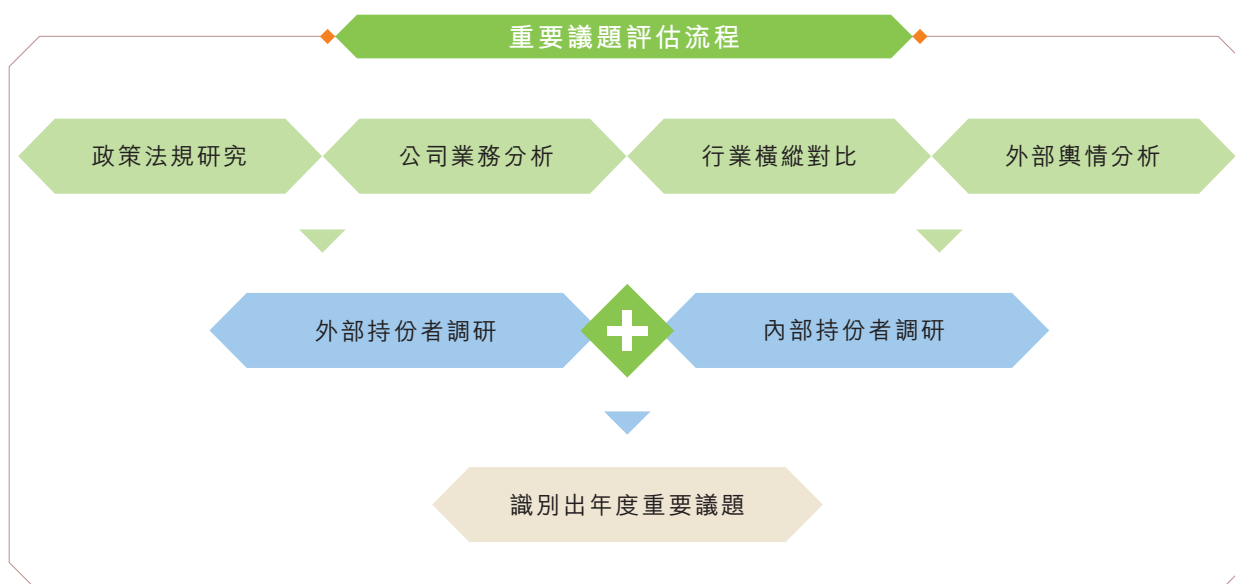 重要議題評估流程
政策法規研究
公司業務分析
行業橫縱對比
外部輿情分析
外部持份者調研
內部持份者調研
識別出年度重要議題